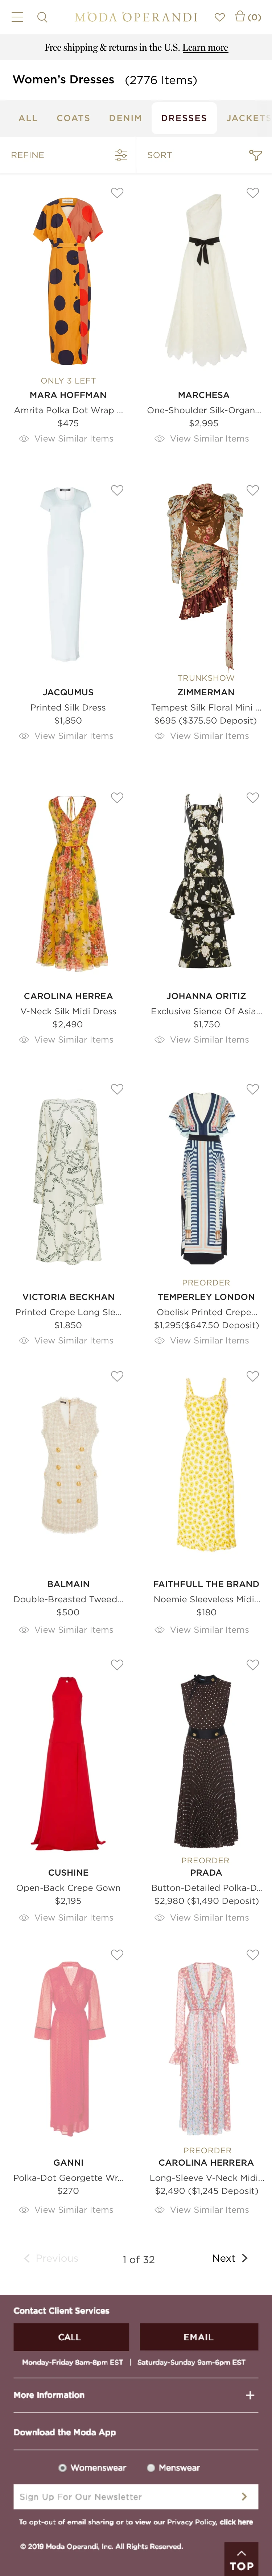 MODA OPERANDI
(0)
Free shipping & returns in the U.S. Learn more
Women's Dresses (2776 Items)
ALL COATS DENIM DRESSES JACKETS
REFINE SORT
ONLY 3 LEFT
MARA HOFFMAN
Amrita Polka Dot Wrap ...
$475
View Similar Items
MARCHESA
One-Shoulder Silk-Organ...
$2,995
View Similar Items
JACQUMUS
Printed Silk Dress
$1,850
View Similar Items
TRUNKSHOW
ZIMMERMAN
Tempest Silk Floral Mini ...
$695 ($375.50 Deposit)
View Similar Items
CAROLINA HERREA
V-Neck Silk Midi Dress
$2,490
View Similar Items
JOHANNA ORITIZ
Exclusive Sience Of Asia...
$1,750
View Similar Items
VICTORIA BECKHAN
Printed Crepe Long Sle...
$1,850
View Similar Items
PREORDER
TEMPERLEY LONDON
Obelisk Printed Crepe...
$1,295($647.50 Deposit)
View Similar Items
BALMAIN
Double-Breasted Tweed...
$500
View Similar Items
FAITHFULL THE BRAND
Noemie Sleeveless Midi...
$180
View Similar Items
CUSHINE
Open-Back Crepe Gown
$2,195
View Similar Items
PREORDER
PRADA
Button-Detailed Polka-D...
$2,980 ($1,490 Deposit)
View Similar Items
GANNI
Polka-Dot Georgette Wr...
$270
View Similar Items
PREORDER
CAROLINA HERRERA
Long-Sleeve V-Neck Midi...
$2,490 ($1,245 Deposit)
View Similar Items
Previous 1 of 32 Next
Contact Client Services
CALL EMAIL
Monday-Friday 8am-8pm EST | Saturday-Sunday 9am-6pm EST
More Information
Download the Moda App
Womenswear Menswear
Sign Up For Our Newsletter
To opt-out of email sharing or to view our Privacy Policy, click here
© 2019 Moda Operandi, Inc. All Rights Reserved.
TOP